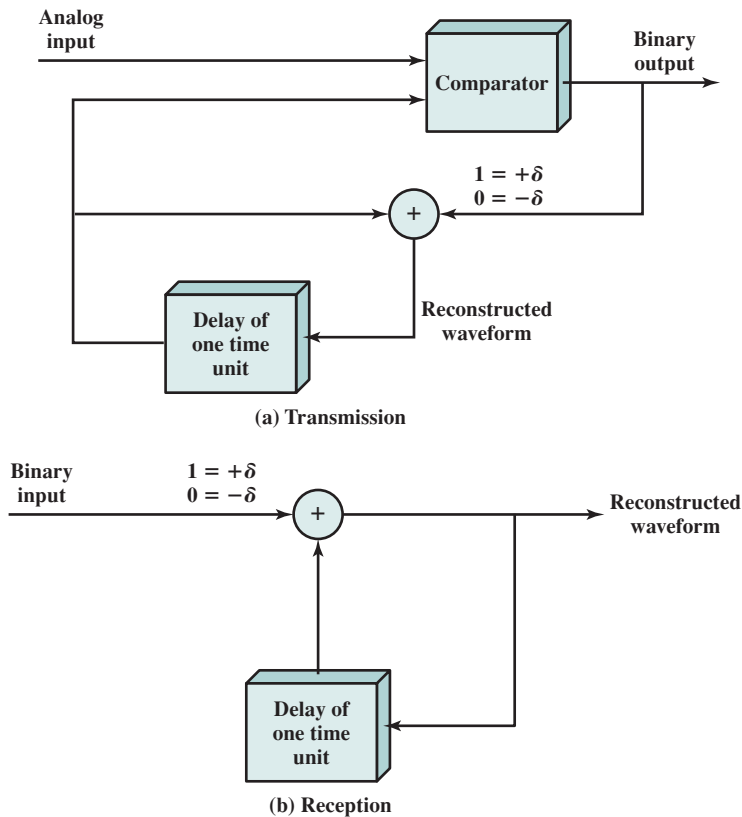 Analog
input
Comparator
Binary
output
1 = +δ
0 = −δ
+
Delay of
one time
unit
Reconstructed
waveform
(a) Transmission
Binary
input
1 = +δ
0 = −δ
+
Reconstructed
waveform
Delay of
one time
unit
(b) Reception